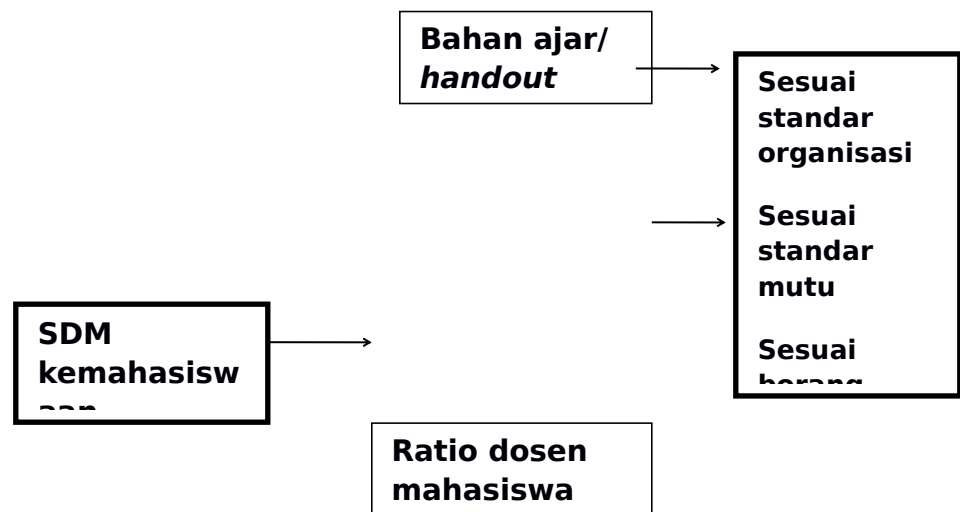 Bahan ajar/
handout
Sesuai
standar
organisasi
Sesuai
standar
mutu
Sesuai
SDM
kemahasisw
Ratio dosen
mahasiswa